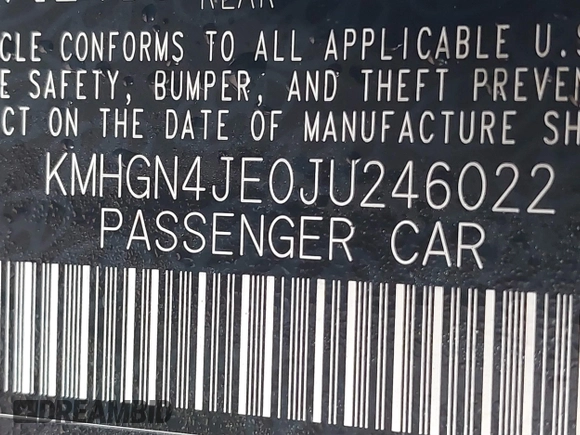 REAR
CLE CONFORMS TO ALL APPLICABLE U.S
E SAFETY, BUMPER, AND THEFT PREVEN
CT ON THE DATE OF MANUFACTURE SH
KMHGN4JE0JU246022
PASSENGER CAR
DREAMBID